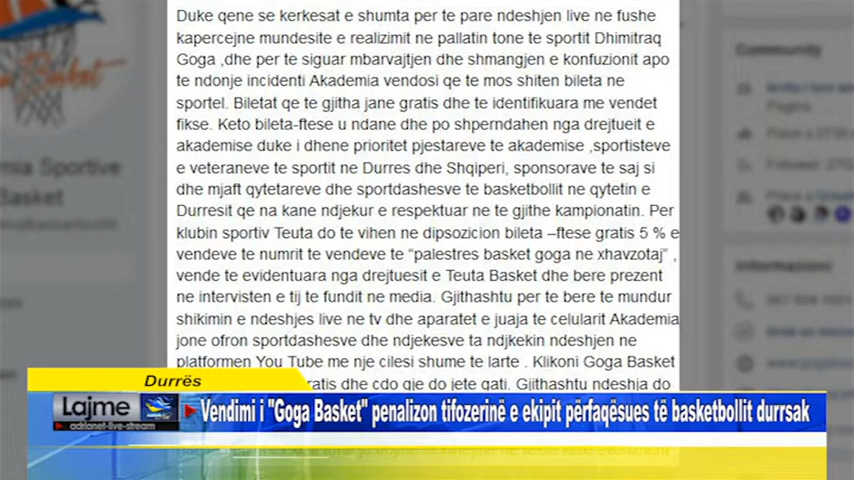 Duke qene se kerkesat e shumta per te pare ndeshjen live ne fushe
kapercejne mundesite e realizimit ne pallatin tone te sportit Dhimitraq
Goga ,dhe per te siguar mbarvajtjen dhe shmangjen e konfuzionit apo
te ndonje incidenti Akademia vendosi qe te mos shiten bileta ne
sportel. Biletat qe te gjitha jane gratis dhe te identifikuara me vendet
fikse. Keto bileta-ftese u ndane dhe po shperndahen nga drejtueit e
akademise duke i dhene prioritet pjestareve te akademise ,sportisteve
e veteraneve te sportit ne Durres dhe Shqiperi, sponsorave te saj si
dhe mjaft qytetareve dhe sportdashesve te basketbollit ne qytetin e
Durresit qe na kane ndjekur e respektuar ne te gjithe kampionatin. Per
klubin sportiv Teuta do te vihen ne dipsozicion bileta –ftese gratis 5 % e
vendeve te numrit te vendeve te “palestres basket goga ne xhavzotaj” ,
vende te evidentuara nga drejtuesit e Teuta Basket dhe bere prezent
ne intervisten e tij te fundit ne media. Gjithashtu per te bere te mundur
shikimin e ndeshjes live ne tv dhe aparatet e juaja te celularit Akademia
jone ofron sportdashesve dhe ndjekesve ta ndjkekin ndeshjen ne
platformen You Tube me nje cilesi shume te larte . Klikoni Goga Basket
ratis dhe cdo gje do jete gati. Gjithashtu ndeshja do
Community
Informazioni
Durrës
Lajme
adrianet-live-stream
Vendimi i "Goga Basket" penalizon tifozerinë e ekipit përfaqësues të basketbollit durrsak